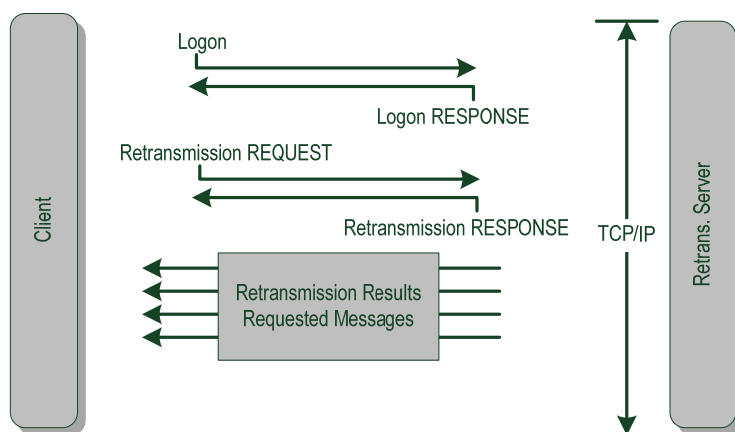 Client
Logon
Logon RESPONSE
Retransmission REQUEST
Retransmission RESPONSE
Retransmission Results
Requested Messages
TCP/IP
Retrans. Server